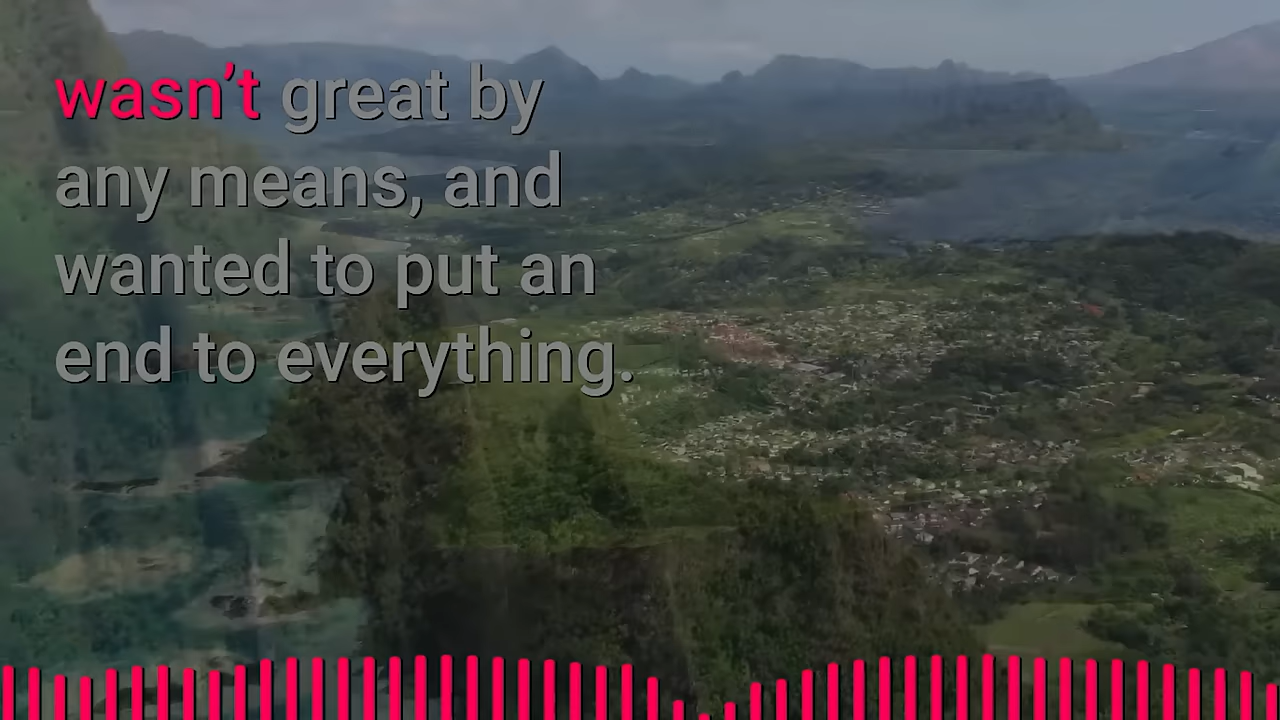 wasn’t great by
any means, and
wanted to put an
end to everything.